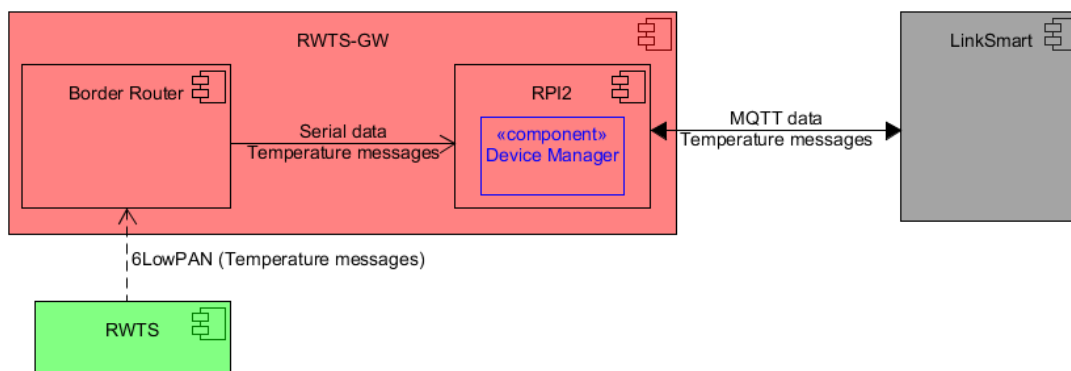 RWTS-GW
LinkSmart
Border Router
RPI2
Serial data
Temperature messages
«component»
Device Manager
MQTT data
Temperature messages
6LowPAN (Temperature messages)
RWTS